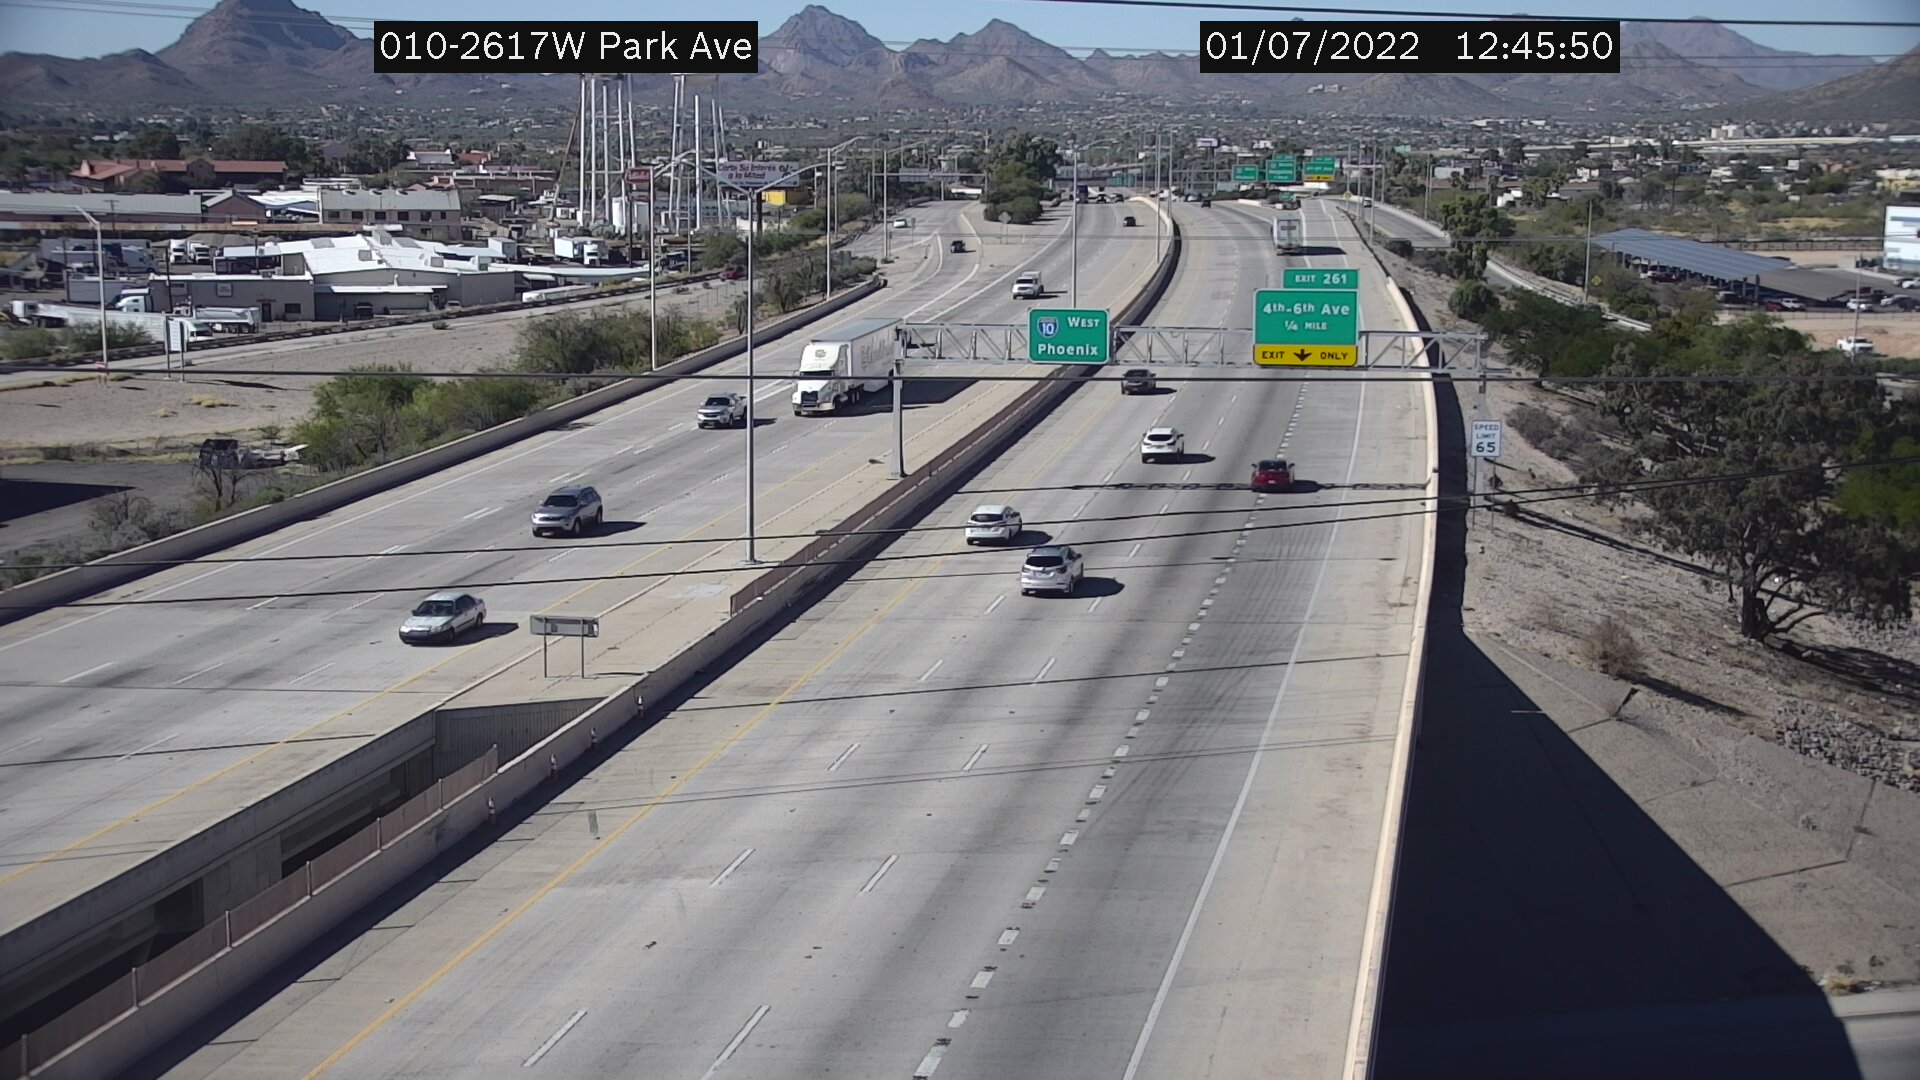 010-2617W Park Ave
01/07/2022 12:45:50
EXIT 261
4th-6th Ave
1/4 MILE
EXIT ONLY
10 WEST
Phoenix
SPEED
LIMIT
65